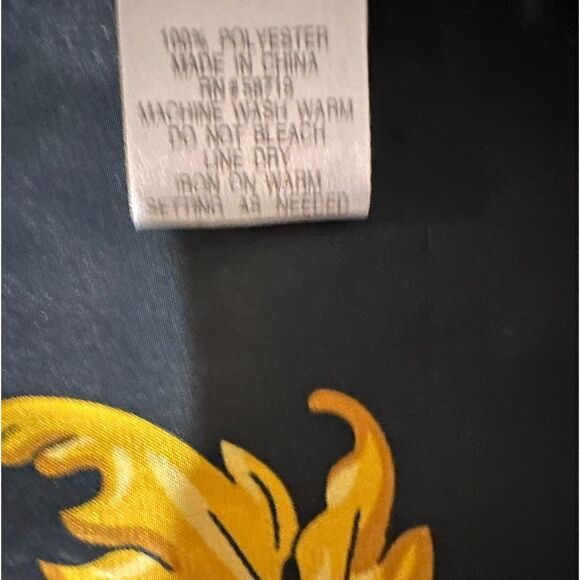 100% POLYESTER
MADE IN CHINA
RN#58713
MACHINE WASH WARM
DO NOT BLEACH
LINE DRY
IRON ON WARM
SETTING AS NEEDED